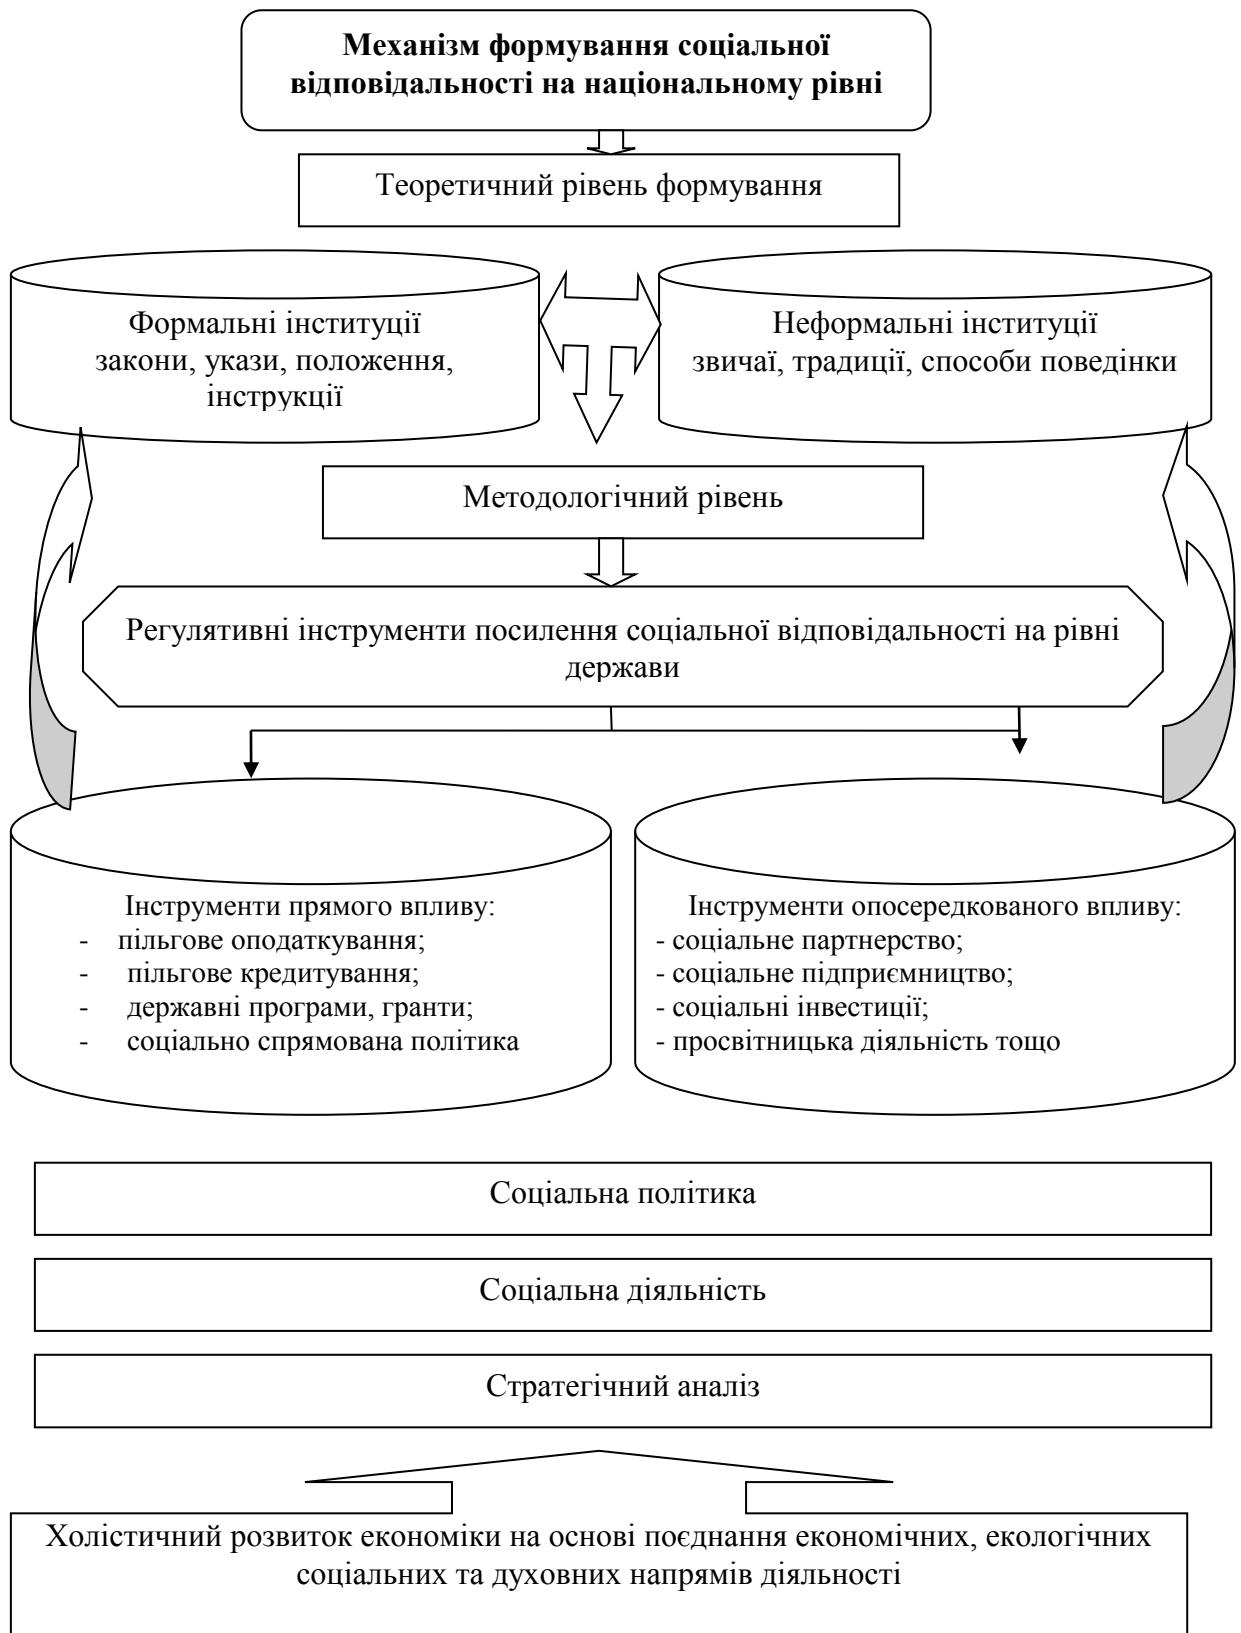 Механізм формування соціальної
відповідальності на національному рівні
Теоретичний рівень формування
Формальні інституції
закони, укази, положення,
інструкції
Неформальні інституції
звичаї, традиції, способи поведінки
Методологічний рівень
Регулятивні інструменти посилення соціальної відповідальності на рівні
держави
Інструменти прямого впливу:
- пільгове оподаткування;
- пільгове кредитування;
- державні програми, гранти;
- соціально спрямована політика
Інструменти опосередкованого впливу:
- соціальне партнерство;
- соціальне підприємництво;
- соціальні інвестиції;
- просвітницька діяльність тощо
Соціальна політика
Соціальна діяльність
Стратегічний аналіз
Холістичний розвиток економіки на основі поєднання економічних, екологічних
соціальних та духовних напрямів діяльності